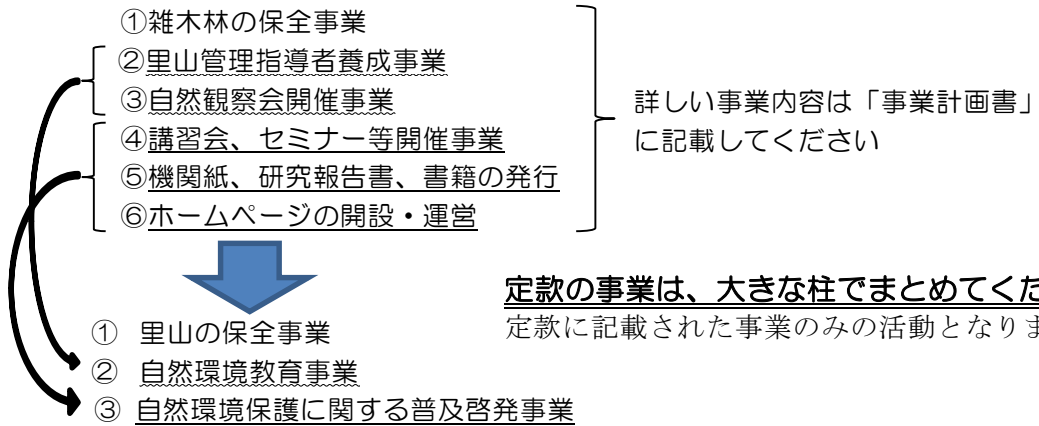 ①雑木林の保全事業
②里山管理指導者養成事業
③自然観察会開催事業
④講習会、セミナー等開催事業
⑤機関紙、研究報告書、書籍の発行
⑥ホームページの開設・運営
詳しい事業内容は「事業計画書」
に記載してください
定款の事業は、大きな柱でまとめてくだ
定款に記載された事業のみの活動となりま
① 里山の保全事業
② 自然環境教育事業
③ 自然環境保護に関する普及啓発事業